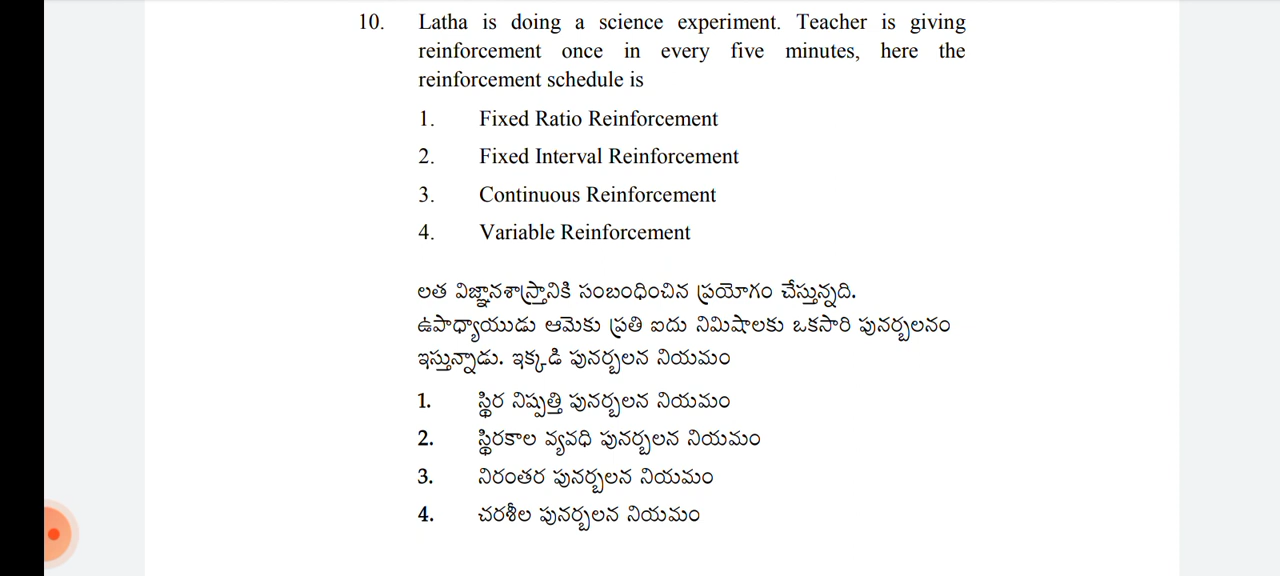 10. Latha is doing a science experiment. Teacher is giving
reinforcement once in every five minutes, here the
reinforcement schedule is
1. Fixed Ratio Reinforcement
2. Fixed Interval Reinforcement
3. Continuous Reinforcement
4. Variable Reinforcement
లత విజ్ఞానశాస్త్రానికి సంబంధించిన ప్రయోగం చేస్తున్నది.
ఉపాధ్యాయుడు ఆమెకు ప్రతి ఐదు నిమిషాలకు ఒకసారి పునర్బలనం
ఇస్తున్నాడు. ఇక్కడి పునర్బలన నియమం
1. స్థిర నిష్పత్తి పునర్బలన నియమం
2. స్థిరకాల వ్యవధి పునర్బలన నియమం
3. నిరంతర పునర్బలన నియమం
4. చరశీల పునర్బలన నియమం